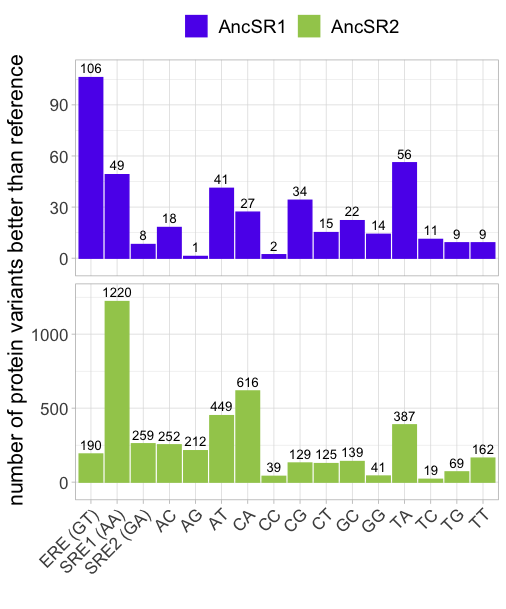 AncSR1 AncSR2
number of protein variants better than reference
90
60
30
0
106 49 8 18 1 41 27 2 34 15 22 14 56 11 9 9
1000
500
0
190 1220 259 252 212 449 616 39 129 125 139 41 387 19 69 162
ERE (GT) SRE1 (AA) SRE2 (GA) AC AG AT CA CC CG CT GC GG TA TC TG TT